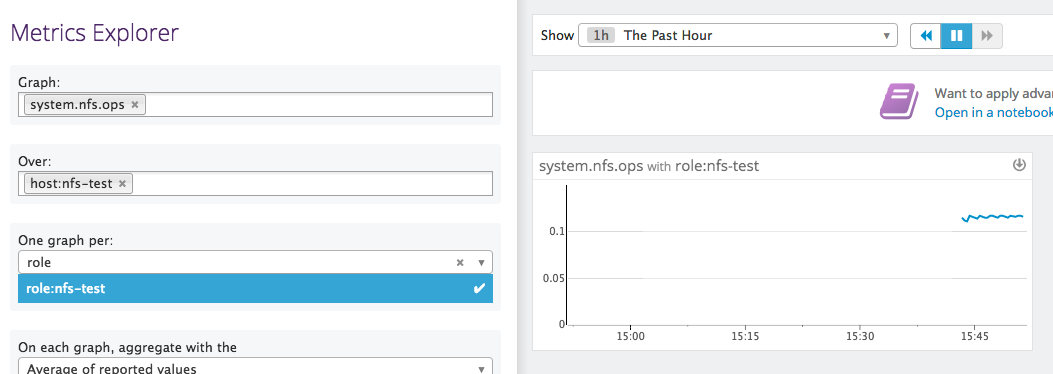 Metrics Explorer
Graph:
system.nfs.ops ×
Over:
host:nfs-test ×
One graph per:
role × ▼
role:nfs-test ✔
On each graph, aggregate with the
Average of reported values ▼
Show 1h The Past Hour ▼
Want to apply adva
Open in a notebook
system.nfs.ops with role:nfs-test
0.1
0.05
0
15:00 15:15 15:30 15:45